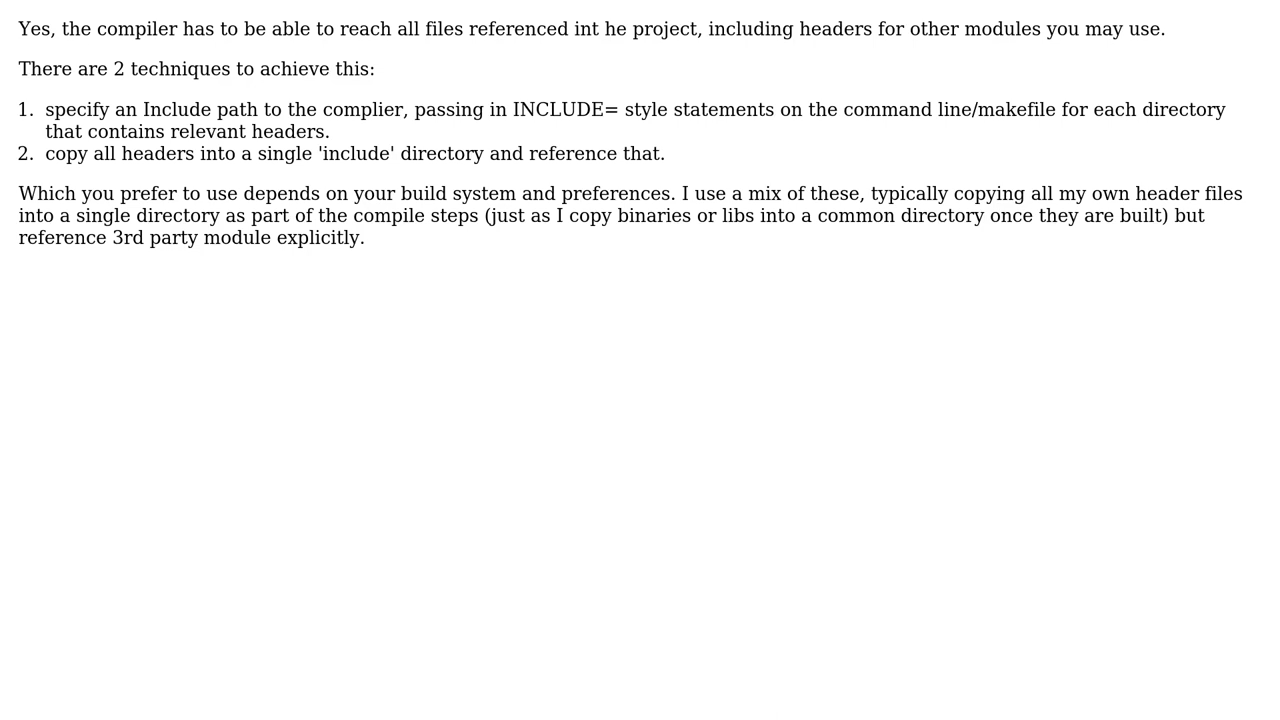 Yes, the compiler has to be able to reach all files referenced int he project, including headers for other modules you may use.
There are 2 techniques to achieve this:
1. specify an Include path to the complier, passing in INCLUDE= style statements on the command line/makefile for each directory
that contains relevant headers.
2. copy all headers into a single 'include' directory and reference that.
Which you prefer to use depends on your build system and preferences. I use a mix of these, typically copying all my own header files
into a single directory as part of the compile steps (just as I copy binaries or libs into a common directory once they are built) but
reference 3rd party module explicitly.